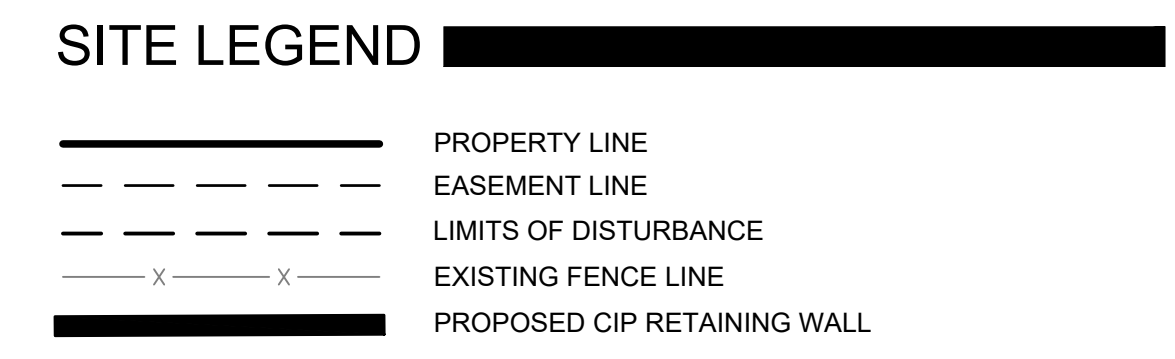 SITE LEGEND
PROPERTY LINE
EASEMENT LINE
LIMITS OF DISTURBANCE
EXISTING FENCE LINE
PROPOSED CIP RETAINING WALL